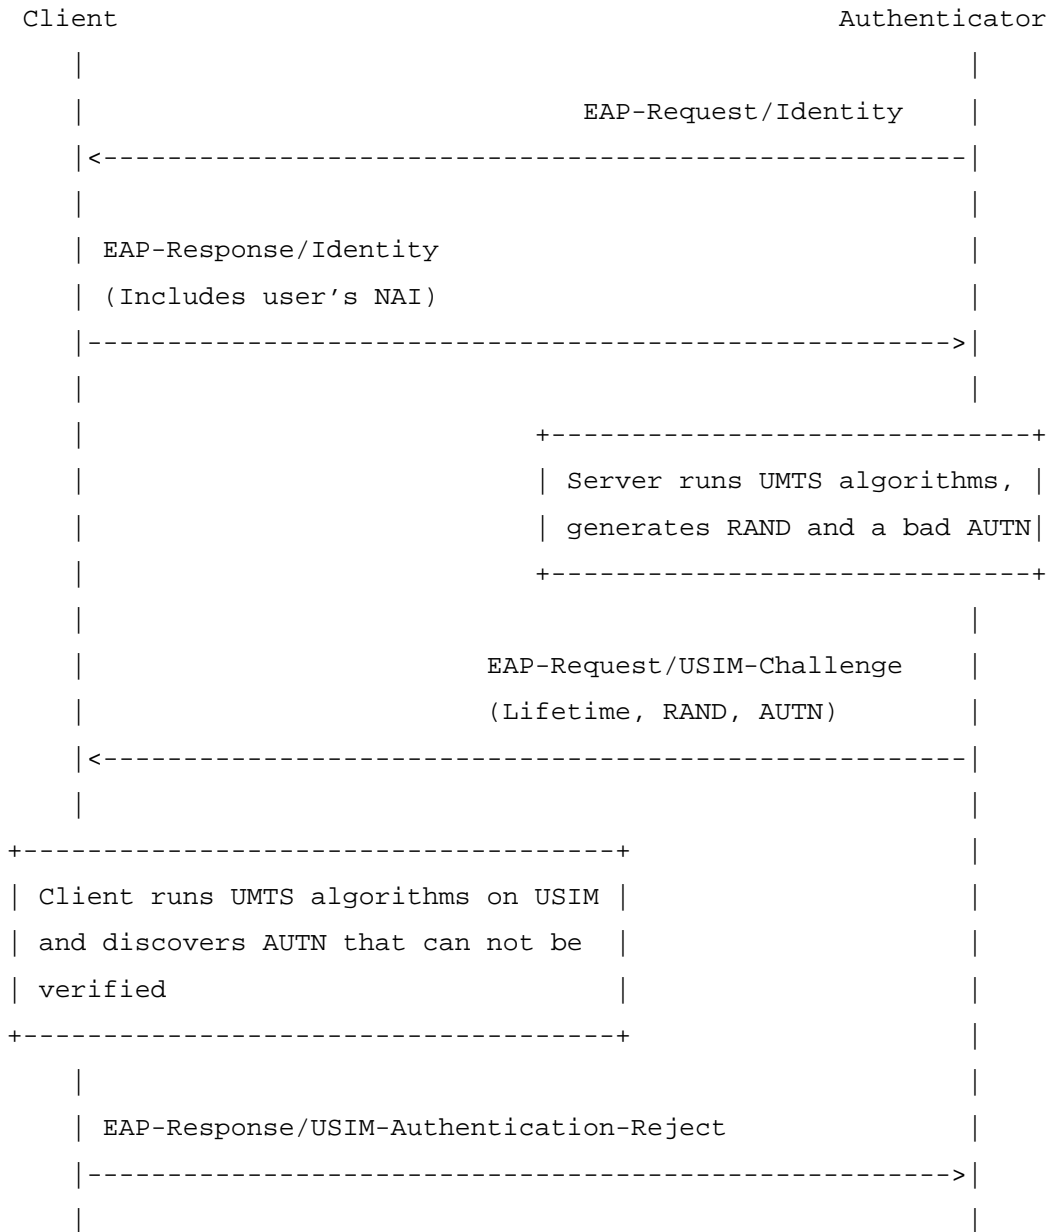 Client Authenticator
EAP-Request/Identity
EAP-Response/Identity
(Includes user's NAI)
Server runs UMTS algorithms,
generates RAND and a bad AUTN
EAP-Request/USIM-Challenge
(Lifetime, RAND, AUTN)
Client runs UMTS algorithms on USIM
and discovers AUTN that can not be
verified
EAP-Response/USIM-Authentication-Reject